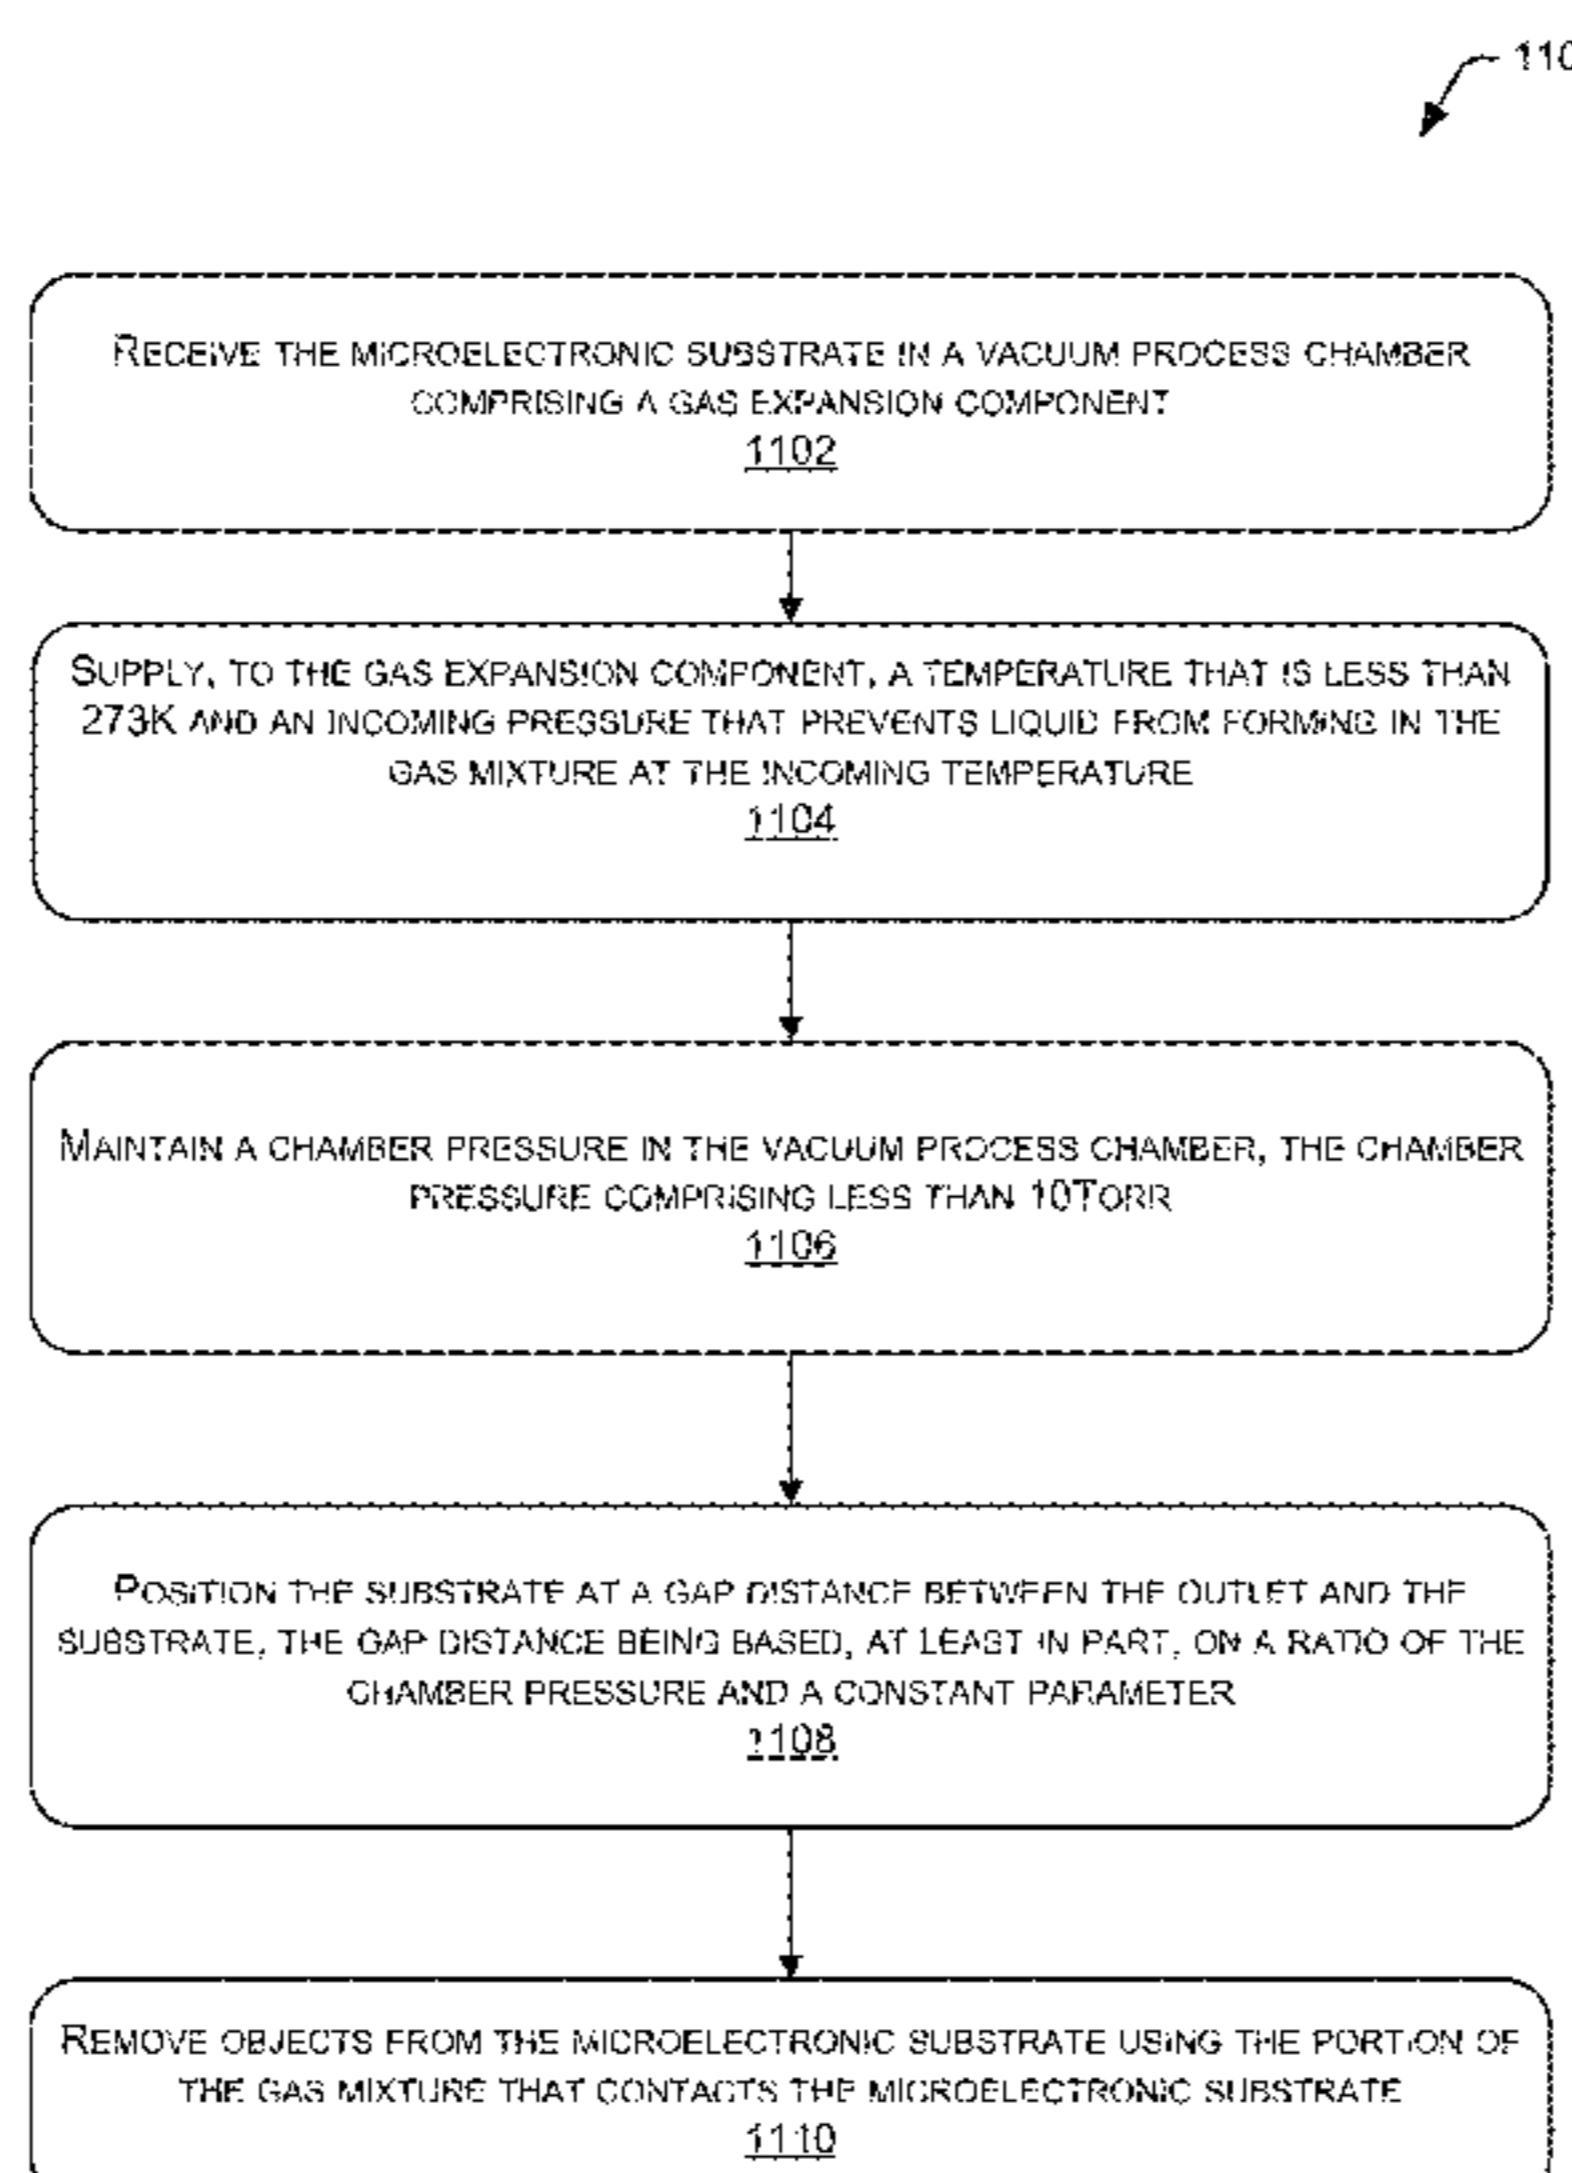 110
RECEIVE THE MICROELECTRONIC SUBSTRATE IN A VACUUM PROCESS CHAMBER
COMPRISING A GAS EXPANSION COMPONENT
1102
SUPPLY, TO THE GAS EXPANSION COMPONENT, A TEMPERATURE THAT IS LESS THAN
273K AND AN INCOMING PRESSURE THAT PREVENTS LIQUID FROM FORMING IN THE
GAS MIXTURE AT THE INCOMING TEMPERATURE
1104
MAINTAIN A CHAMBER PRESSURE IN THE VACUUM PROCESS CHAMBER, THE CHAMBER
PRESSURE COMPRISING LESS THAN 10TORR
1106
POSITION THE SUBSTRATE AT A GAP DISTANCE BETWEEN THE OUTLET AND THE
SUBSTRATE, THE GAP DISTANCE BEING BASED, AT LEAST IN PART, ON A RATIO OF THE
CHAMBER PRESSURE AND A CONSTANT PARAMETER
1108
REMOVE OBJECTS FROM THE MICROELECTRONIC SUBSTRATE USING THE PORTION OF
THE GAS MIXTURE THAT CONTACTS THE MICROELECTRONIC SUBSTRATE
1110